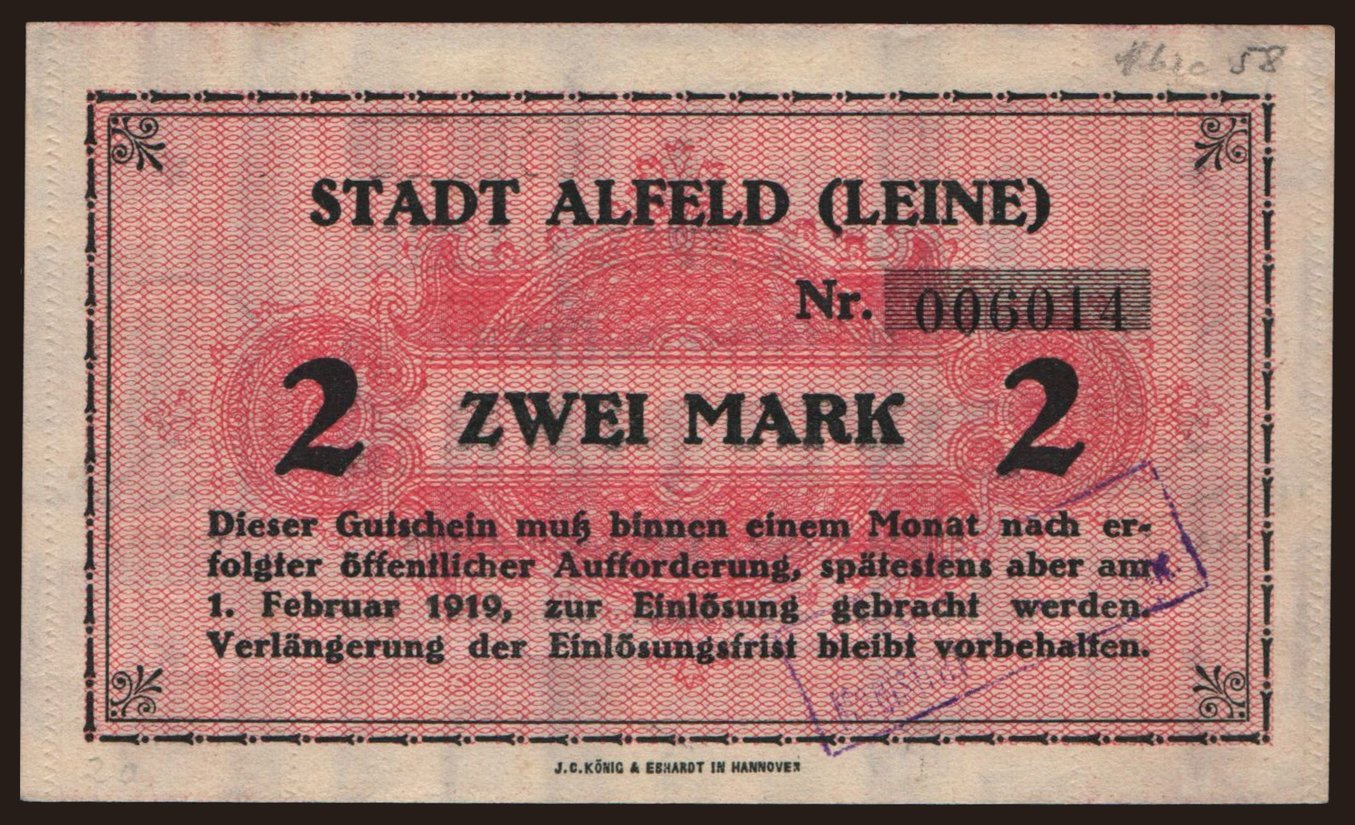 58
STADT ALFELD (LEINE)
Nr. 006014
2 ZWEI MARK 2
Dieser Gutschein muß binnen einem Monat nach er-
folgter öffentlicher Aufforderung, spätestens aber am
1. Februar 1919, zur Einlösung gebracht werden.
Verlängerung der Einlösungsfrist bleibt vorbehalten.
J.C.KÖNIG & EBHARDT IN HANNOVER